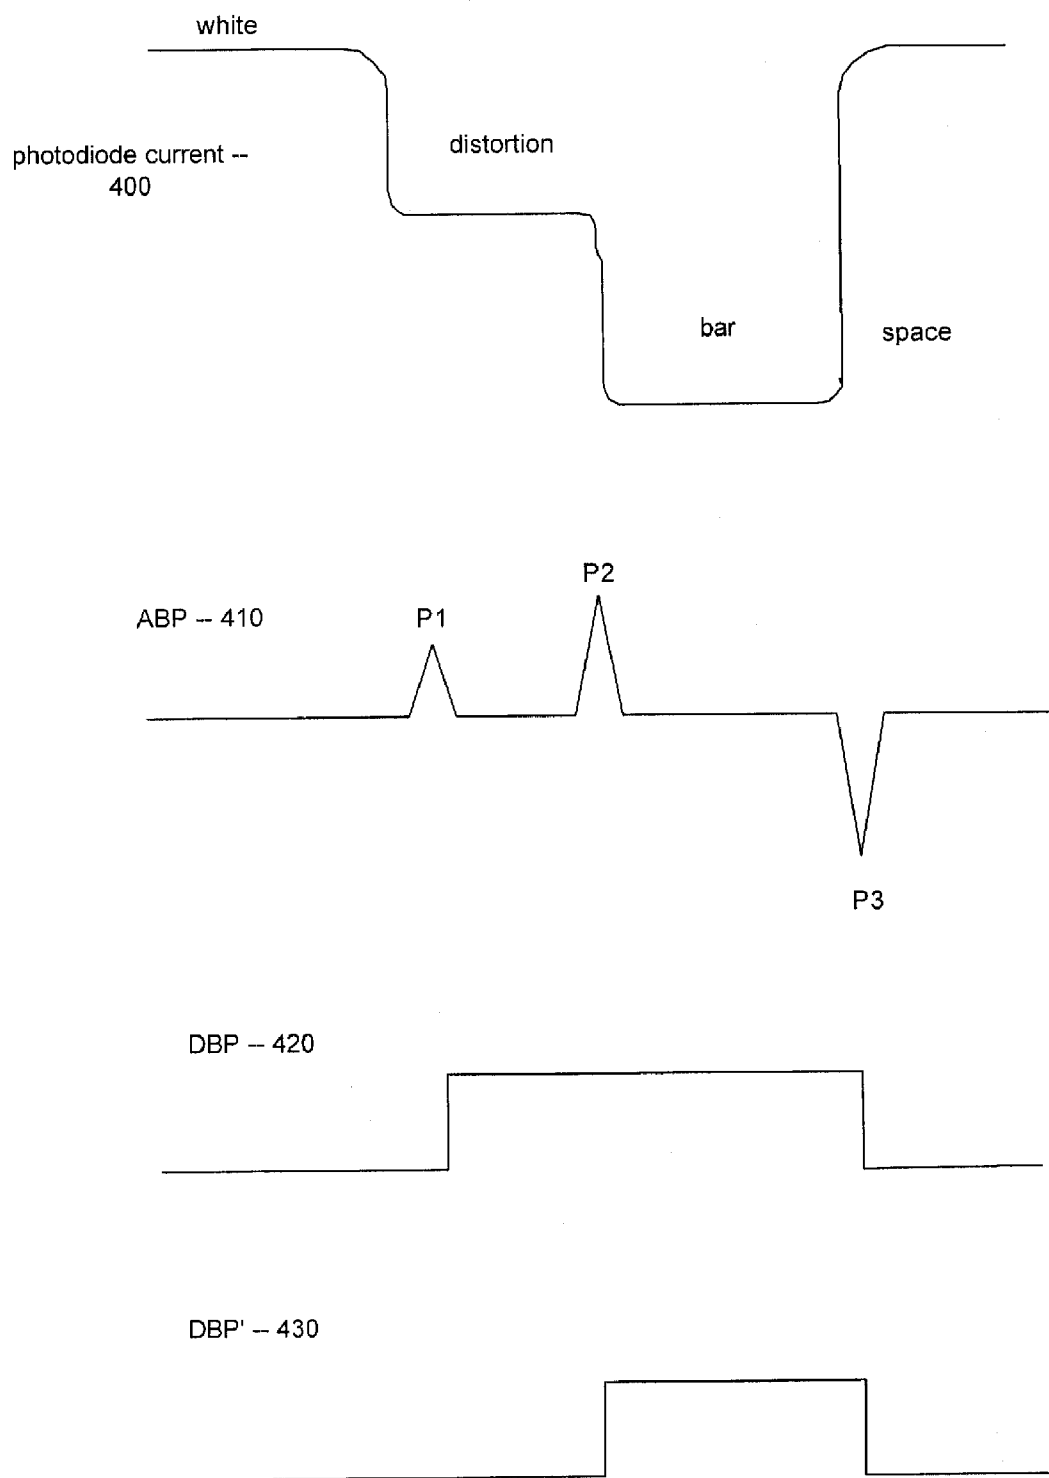 white
photodiode current --
400
distortion
bar
space
ABP -- 410
P1
P2
P3
DBP -- 420
DBP' -- 430